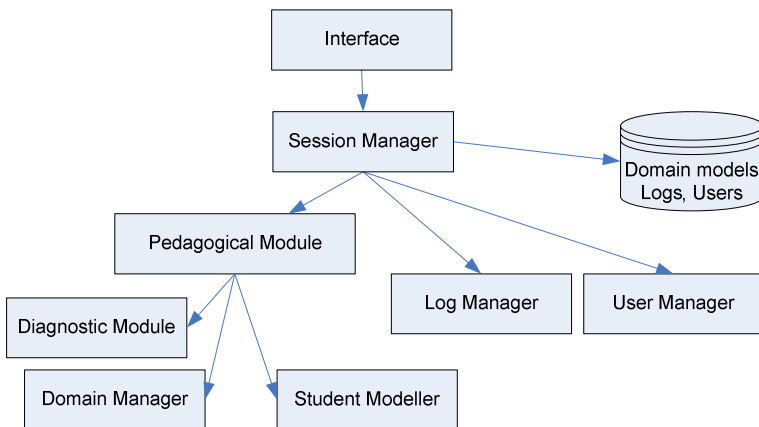 Interface
Session Manager
Domain models
Logs, Users
Pedagogical Module
Log Manager
User Manager
Diagnostic Module
Domain Manager
Student Modeller